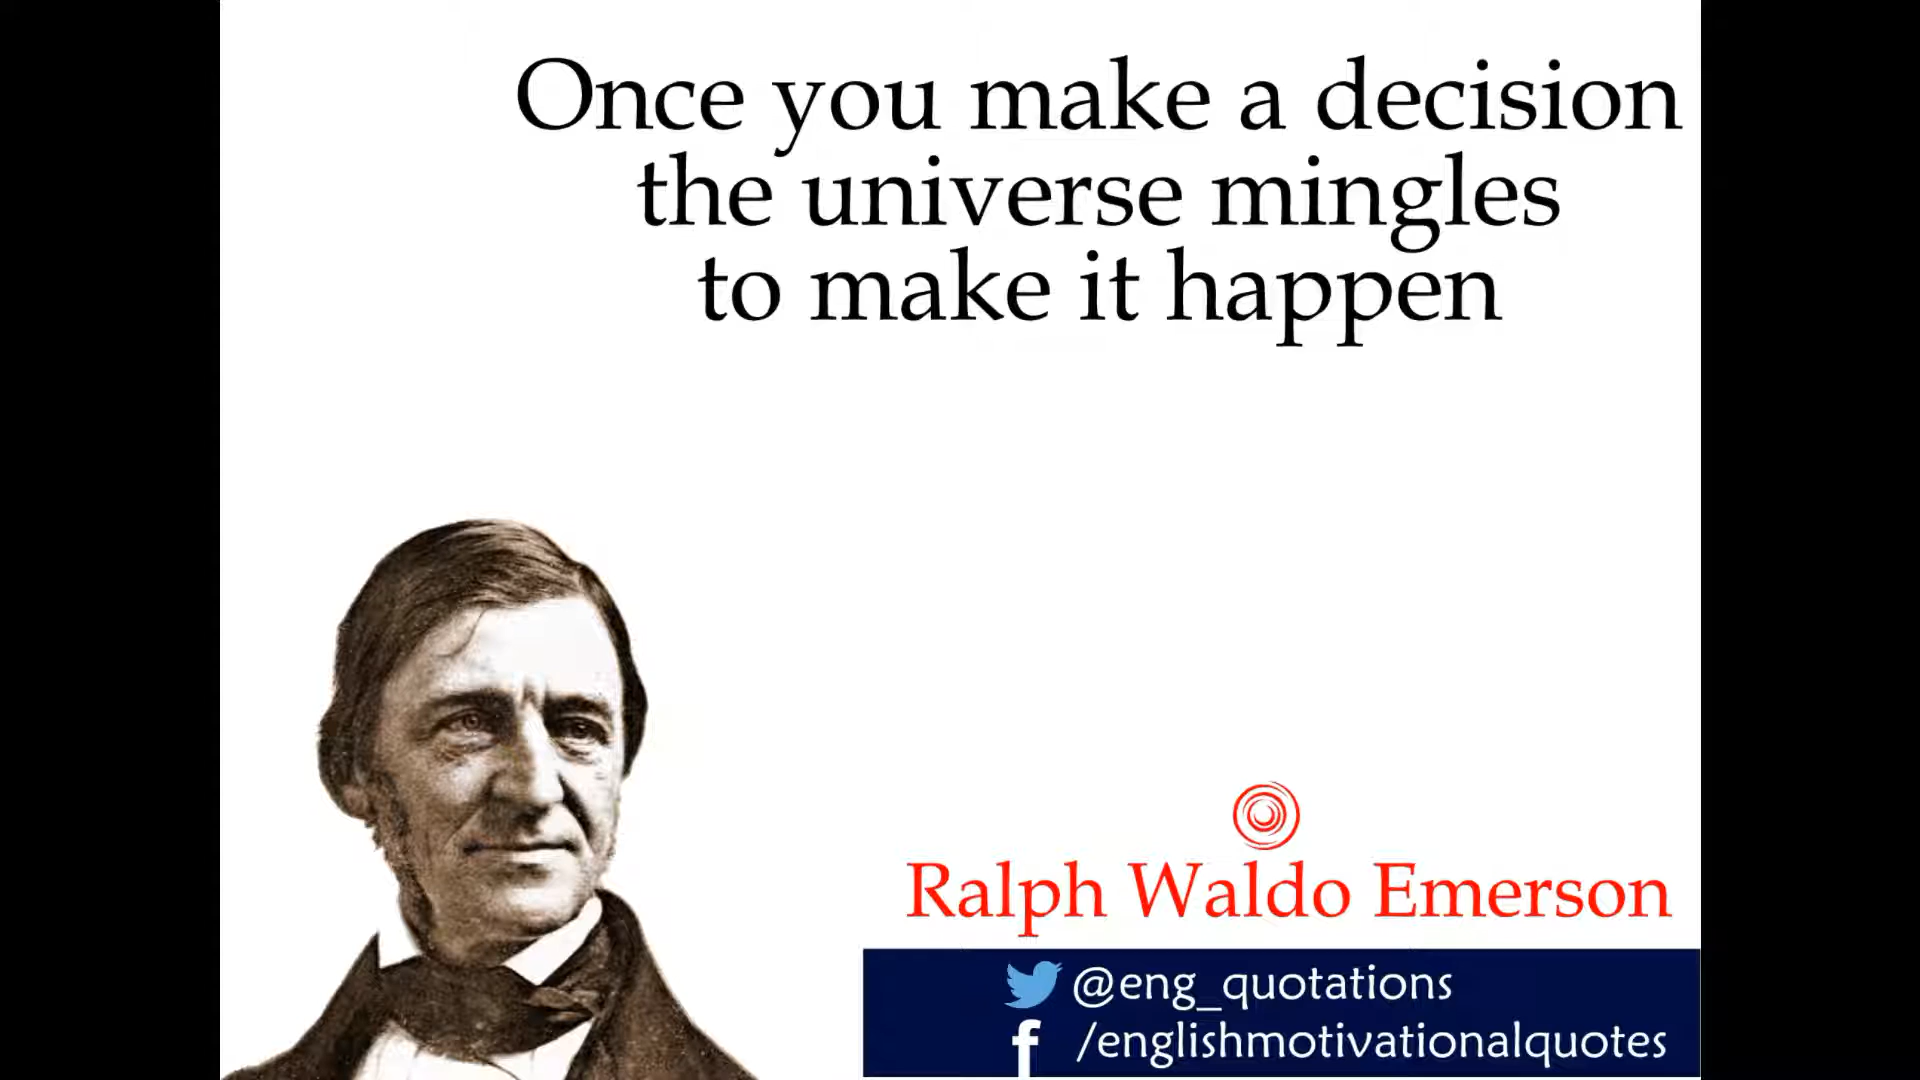 Once you make a decision
the universe mingles
to make it happen
Ralph Waldo Emerson
@eng_quotations
/englishmotivationalquotes